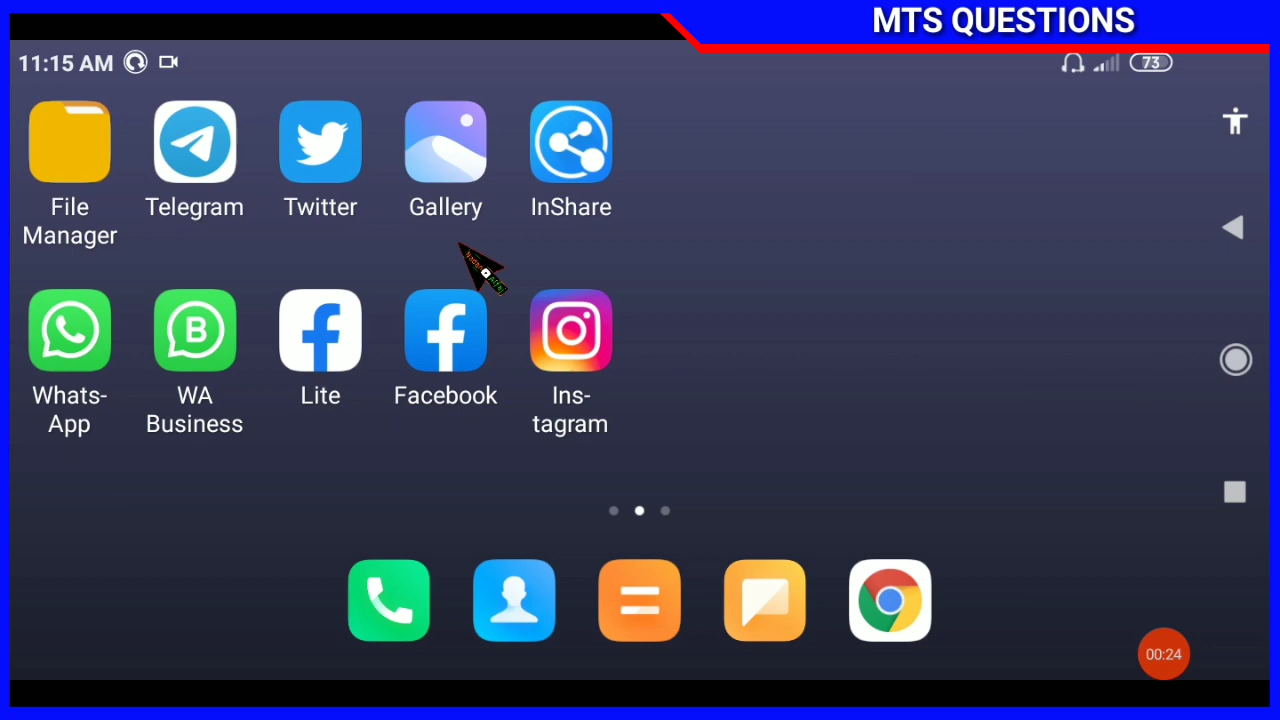 MTS QUESTIONS
11:15 AM
73
File
Manager
Telegram
Twitter
Gallery
InShare
Whats-
App
WA
Business
Lite
Facebook
Ins-
tagram
00:24